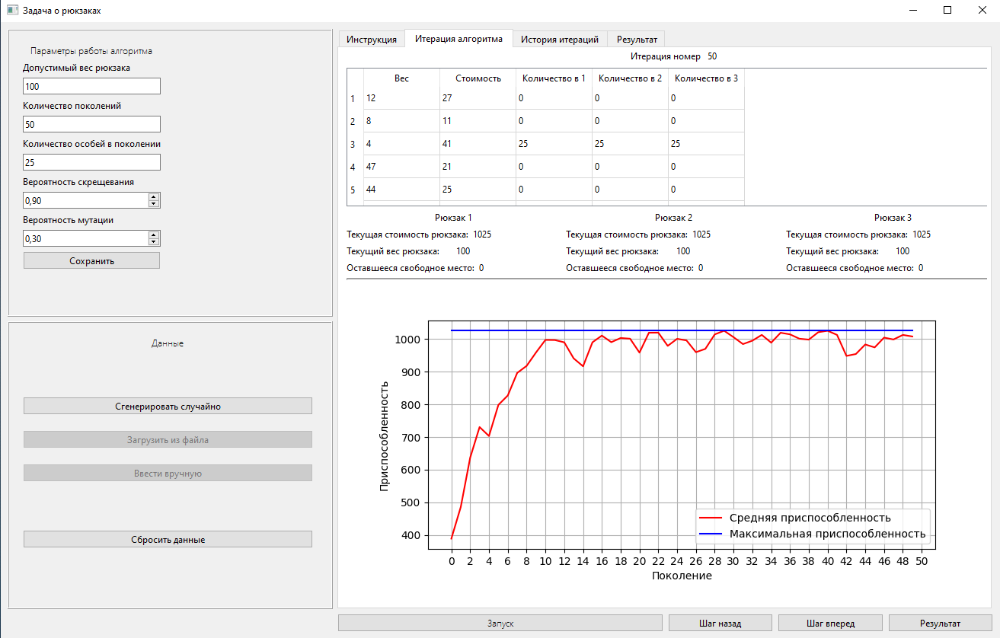 Задача о рюкзаках
Параметры работы алгоритма
Допустимый вес рюкзака
100
Количество поколений
50
Количество особей в поколении
25
Вероятность скрещевания
0,90
Вероятность мутации
0,30
Сохранить
Данные
Сгенерировать случайно
Загрузить из файла
Ввести вручную
Сбросить данные
Инструкция Итерация алгоритма История итераций Результат
Итерация номер 50
Вес Стоимость Количество в 1 Количество в 2 Количество в 3
1 12 27 0 0 0
2 8 11 0 0 0
3 4 41 25 25 25
4 47 21 0 0 0
5 44 25 0 0 0
Рюкзак 1 Рюкзак 2 Рюкзак 3
Текущая стоимость рюкзака: 1025 Текущая стоимость рюкзака: 1025 Текущая стоимость рюкзака: 1025
Текущий вес рюкзака: 100 Текущий вес рюкзака: 100 Текущий вес рюкзака: 100
Оставшееся свободное место: 0 Оставшееся свободное место: 0 Оставшееся свободное место: 0
Приспособленность
1000
900
800
700
600
500
400
Средняя приспособленность
Максимальная приспособленность
0 2 4 6 8 10 12 14 16 18 20 22 24 26 28 30 32 34 36 38 40 42 44 46 48 50
Поколение
Запуск Шаг назад Шаг вперед Результат